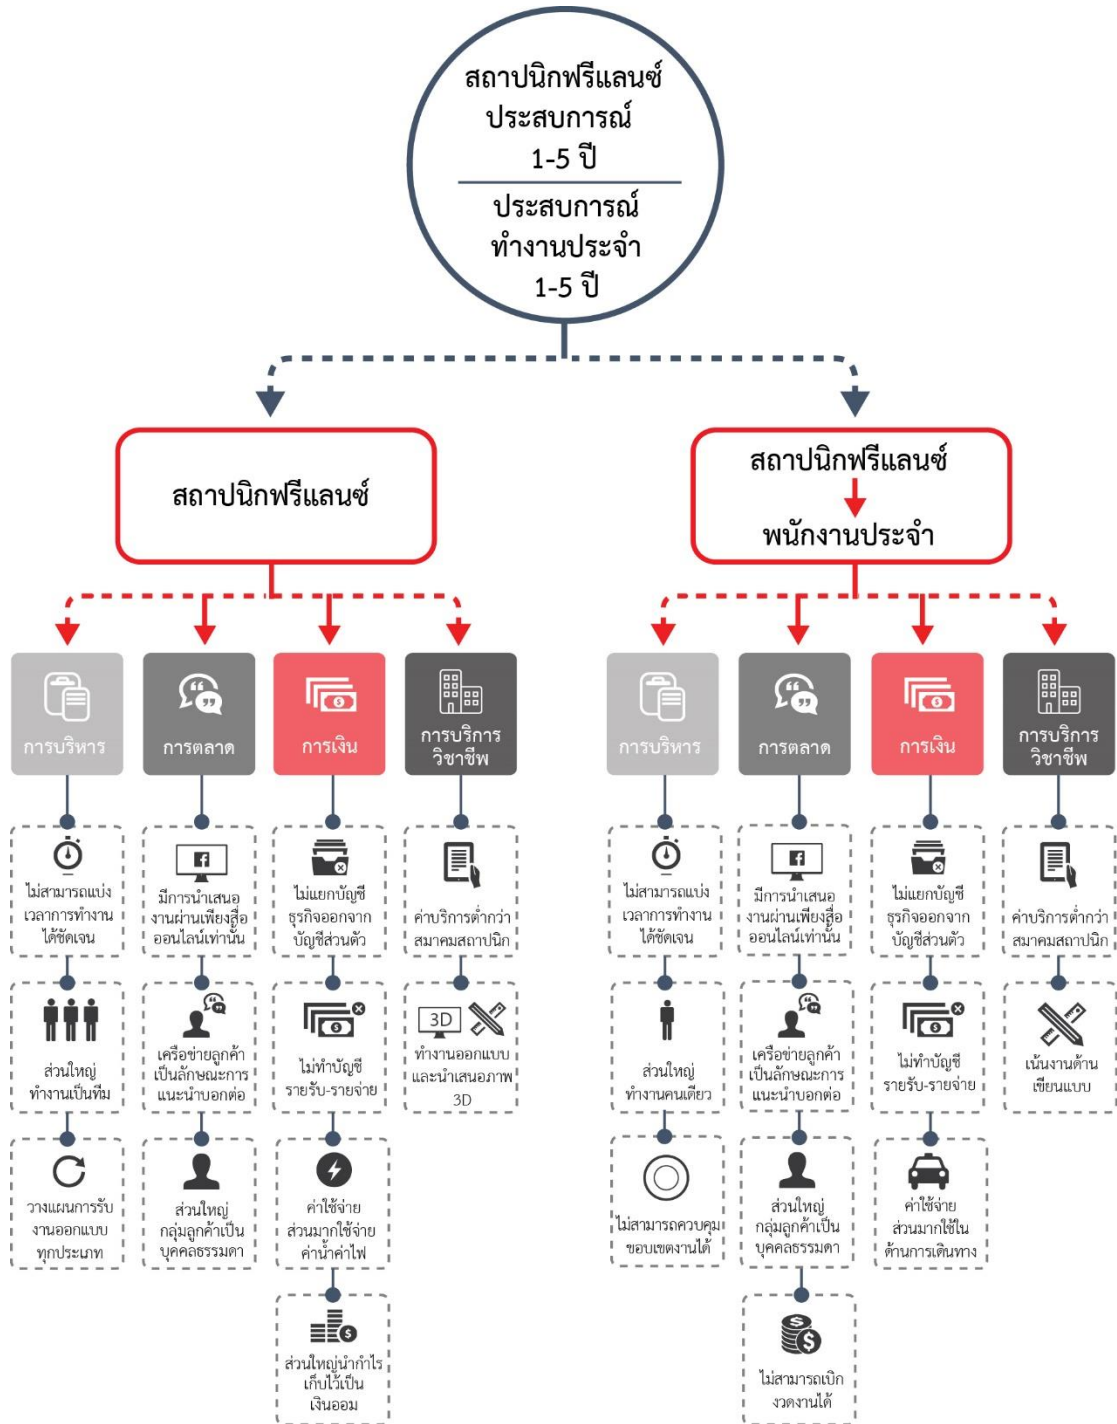 สถาปนิกฟรีแลนซ์
ประสบการณ์
1-5 ปี
ประสบการณ์
ทำงานประจำ
1-5 ปี
สถาปนิกฟรีแลนซ์
สถาปนิกฟรีแลนซ์
พนักงานประจำ
การบริหาร
การตลาด
การเงิน
การบริการ
วิชาชีพ
ไม่สามารถแบ่ง
เวลาการทำงาน
ได้ชัดเจน
ส่วนใหญ่
ทำงานเป็นทีม
วางแผนการรับ
งานออกแบบ
ทุกประเภท
มีการนำเสนอ
งานผ่านเพียงสื่อ
ออนไลน์เท่านั้น
เครือข่ายลูกค้า
เป็นลักษณะการ
แนะนำบอกต่อ
ส่วนใหญ่
กลุ่มลูกค้าเป็น
บุคคลธรรมดา
ไม่แยกบัญชี
ธุรกิจออกจาก
บัญชีส่วนตัว
ไม่ทำบัญชี
รายรับ-รายจ่าย
ค่าใช้จ่าย
ส่วนมากใช้จ่าย
ค่าน้ำค่าไฟ
ส่วนใหญ่นำกำไร
เก็บไว้เป็น
เงินออม
ค่าบริการต่ำกว่า
สมาคมสถาปนิก
3D
ทำงานออกแบบ
และนำเสนอภาพ
3D
การบริหาร
การตลาด
การเงิน
การบริการ
วิชาชีพ
ไม่สามารถแบ่ง
เวลาการทำงาน
ได้ชัดเจน
ส่วนใหญ่
ทำงานคนเดียว
ไม่สามารถควบคุม
ขอบเขตงานได้
มีการนำเสนอ
งานผ่านเพียงสื่อ
ออนไลน์เท่านั้น
เครือข่ายลูกค้า
เป็นลักษณะการ
แนะนำบอกต่อ
ส่วนใหญ่
กลุ่มลูกค้าเป็น
บุคคลธรรมดา
ไม่สามารถเบิก
งวดงานได้
ไม่แยกบัญชี
ธุรกิจออกจาก
บัญชีส่วนตัว
ไม่ทำบัญชี
รายรับ-รายจ่าย
ค่าใช้จ่าย
ส่วนมากใช้ใน
ด้านการเดินทาง
ค่าบริการต่ำกว่า
สมาคมสถาปนิก
เน้นงานด้าน
เขียนแบบ